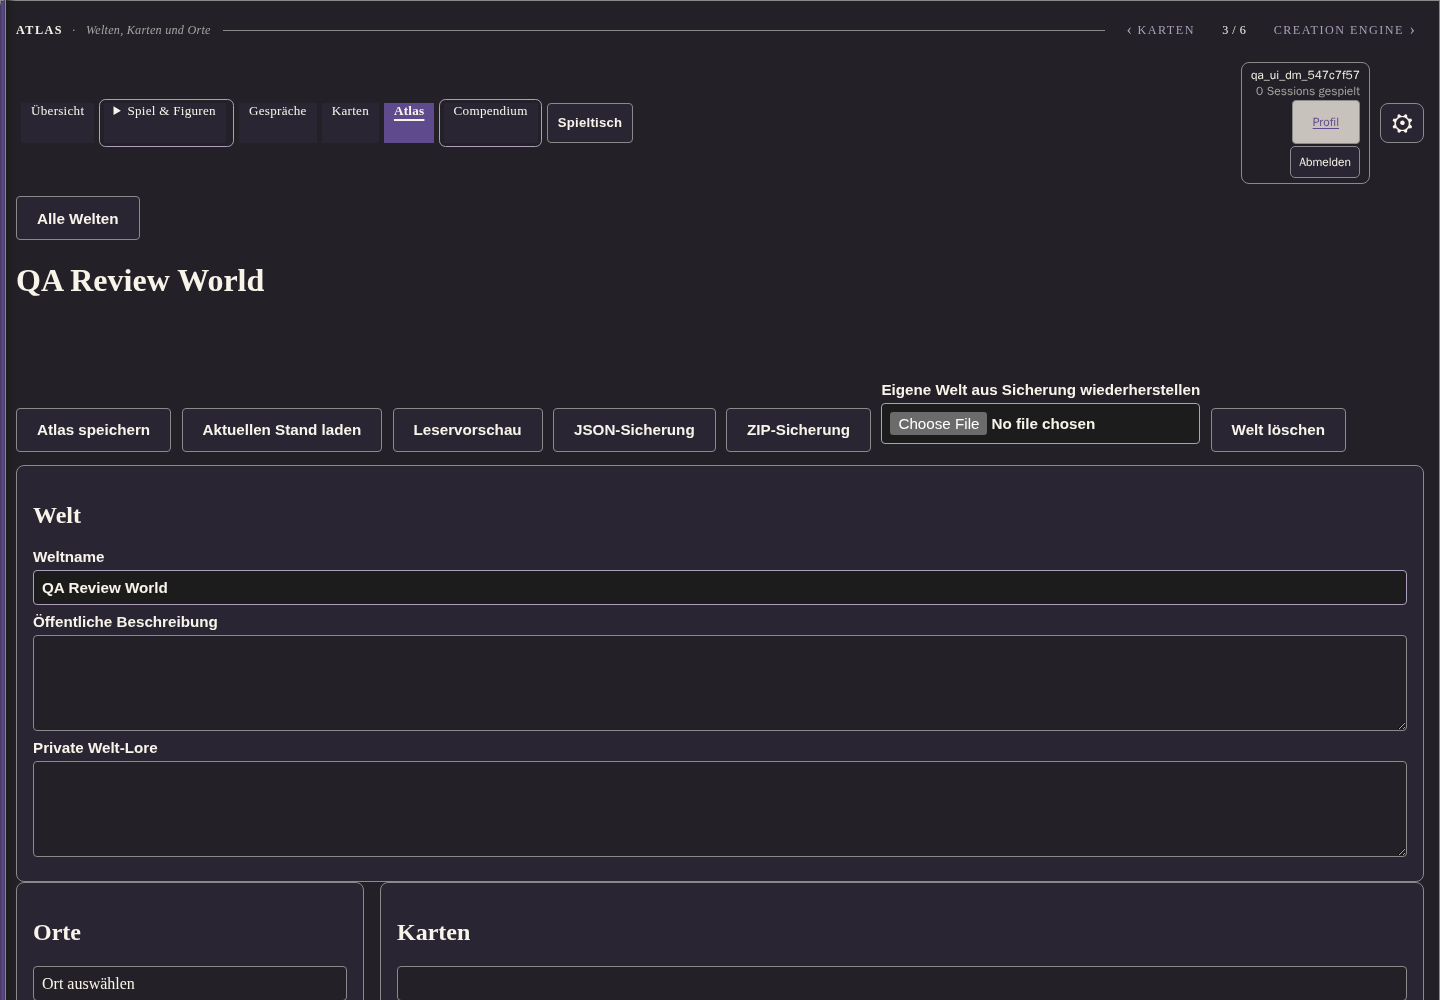 ATLAS · Welten, Karten und Orte ‹ KARTEN 3 / 6 CREATION ENGINE ›
qa_ui_dm_547c7f57
0 Sessions gespielt
Übersicht ▶ Spiel & Figuren Gespräche Karten Atlas Compendium Spieltisch
Profil
Abmelden
Alle Welten
QA Review World
Eigene Welt aus Sicherung wiederherstellen
Atlas speichern Aktuellen Stand laden Leservorschau JSON-Sicherung ZIP-Sicherung Choose File No file chosen Welt löschen
Welt
Weltname
QA Review World
Öffentliche Beschreibung
Private Welt-Lore
Orte Karten
Ort auswählen